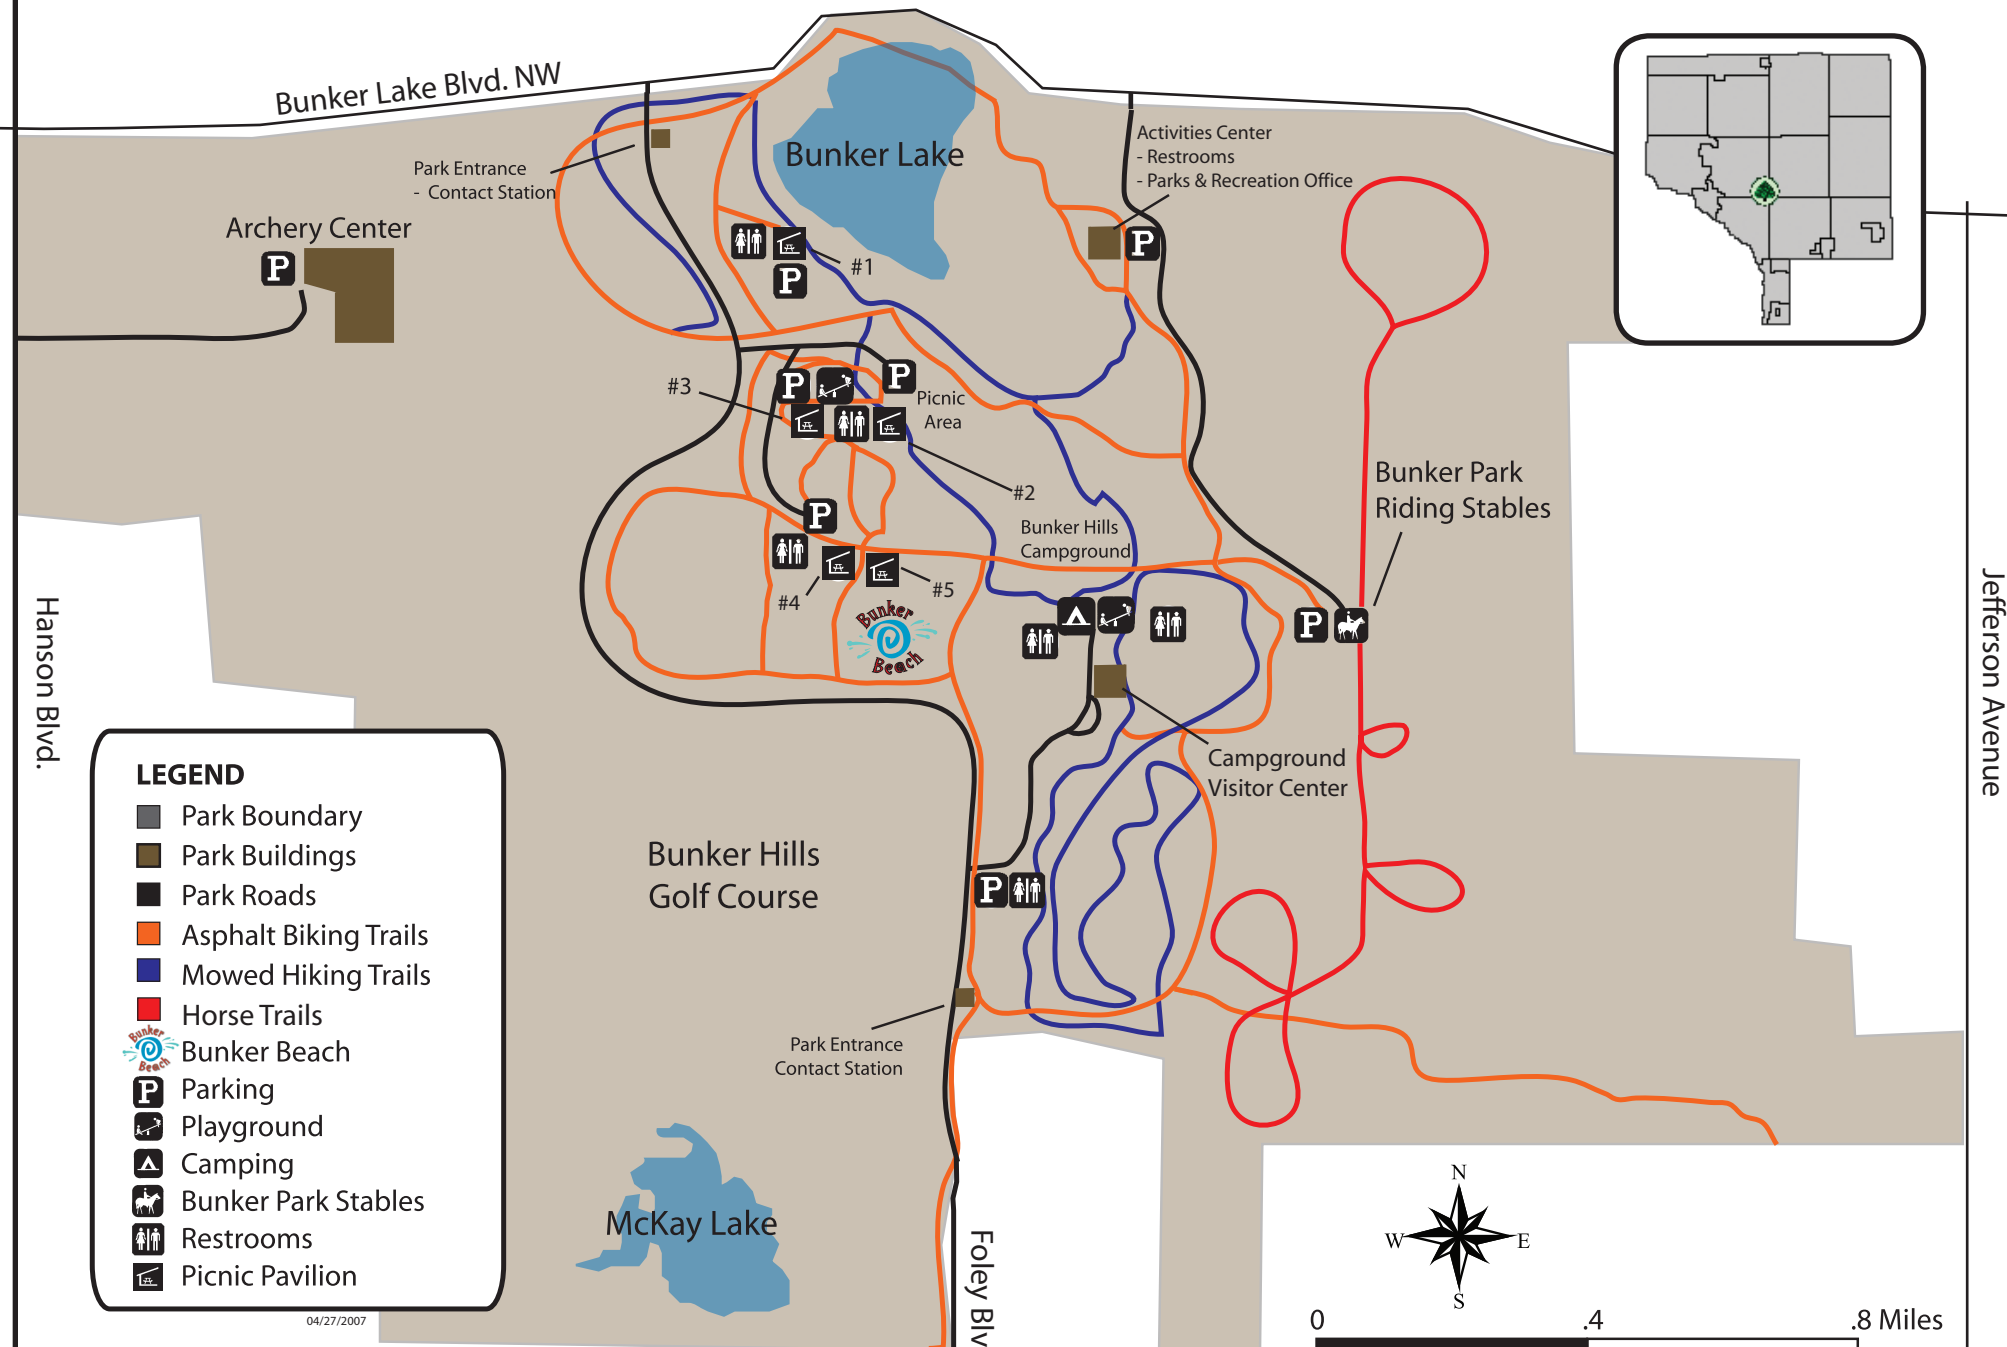 Bunker Lake Blvd. NW
Park Entrance
- Contact Station
Archery Center
P
Bunker Lake
Activities Center
- Restrooms
- Parks & Recreation Office
P
#1
P
#3
P
P
Picnic
Area
#2
Bunker Park
Riding Stables
P
Bunker Hills
Campground
#4
#5
Bunker
Beach
P
Hanson Blvd.
Jefferson Avenue
Campground
Visitor Center
Bunker Hills
Golf Course
P
Park Entrance
Contact Station
McKay Lake
Foley Blv
LEGEND
Park Boundary
Park Buildings
Park Roads
Asphalt Biking Trails
Mowed Hiking Trails
Horse Trails
Bunker
Beach
Bunker Beach
P Parking
Playground
Camping
Bunker Park Stables
Restrooms
Picnic Pavilion
04/27/2007
N
W E
S
0 .4 .8 Miles